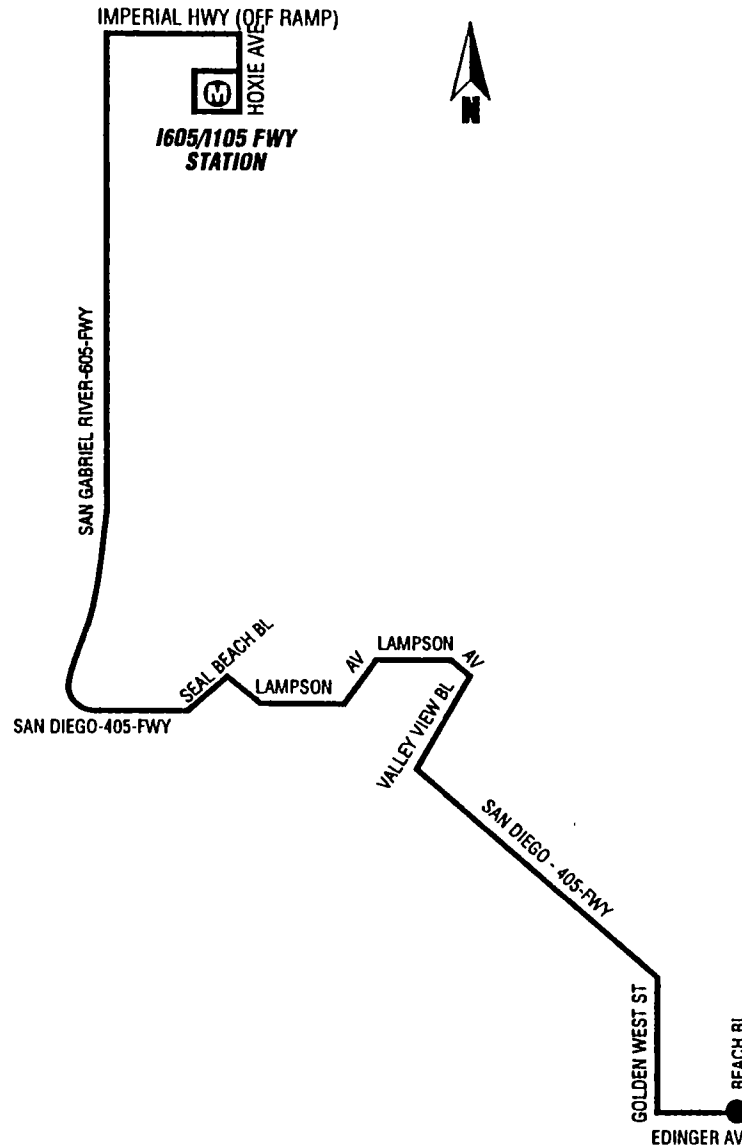 IMPERIAL HWY (OFF RAMP)
HOXIE AVE
M
N
I605/I105 FWY
STATION
SAN GABRIEL RIVER-605-FWY
SEAL BEACH BL
LAMPSON
AV
LAMPSON
AV
SAN DIEGO-405-FWY
VALLEY VIEW BL
SAN DIEGO - 405-FWY
GOLDEN WEST ST
BEACH BL
EDINGER AV